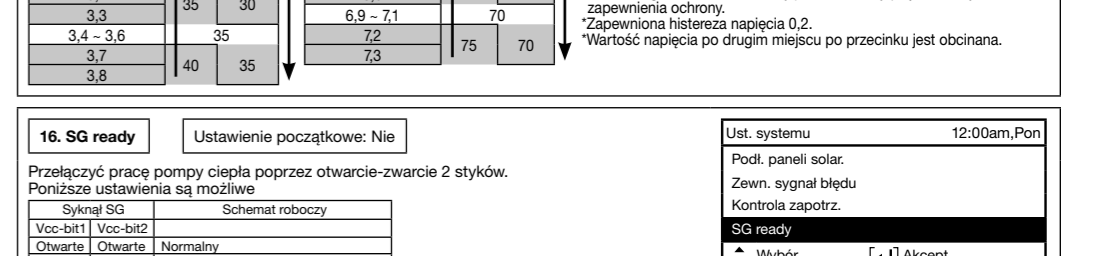 3,3
35
30
3,4 ~ 3,6
35
3,7
3,8
40
35
6,9 ~ 7,1
70
7,2
7,3
75
70
zapewnienia ochrony.
*Zapewniona histereza napięcia 0,2.
*Wartość napięcia po drugim miejscu po przecinku jest obcinana.
16. SG ready
Ustawienie początkowe: Nie
Przełączyć pracę pompy ciepła poprzez otwarcie-zwarcie 2 styków.
Poniższe ustawienia są możliwe
Syknął SG
Schemat roboczy
Vcc-bit1
Vcc-bit2
Otwarte
Otwarte
Normalny
Ust. systemu
12:00am,Pon
Podł. paneli solar.
Zewn. sygnał błędu
Kontrola zapotrz.
SG ready
Wybór
[↵] Akcept.